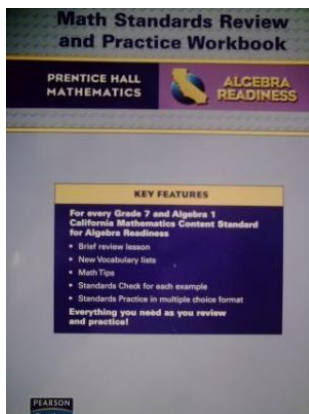 Math Standards Review
and Practice Workbook
PRENTICE HALL
MATHEMATICS
ALGEBRA
READINESS
KEY FEATURES
For every Grade 7 and Algebra 1
California Mathematics Content Standard
for Algebra Readiness
• Brief review lesson
• New Vocabulary lists
• Math Tips
• Standards Check for each example
• Standards Practice in multiple choice format
Everything you need as you review
and practice!
PEARSON